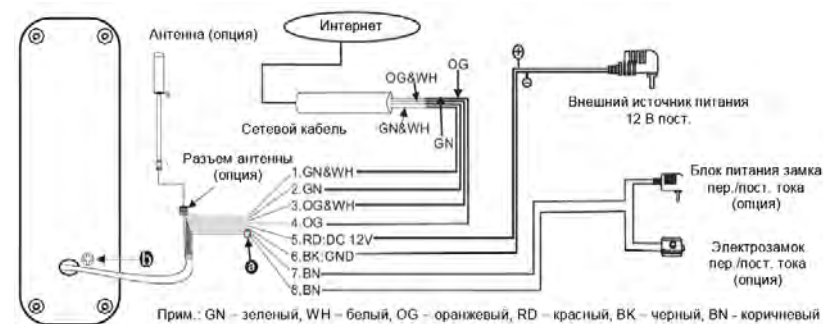 Интернет
Антенна (опция)
OG
OG&WH
Внешний источник питания
12 В пост.
Сетевой кабель
GN&WH
GN
Разъем антенны
(опция)
1.GN&WH
2.GN
3.OG&WH
4.OG
5.RD:DC 12V
6.BK:GND
7.BN
8.BN
Блок питания замка
пер./пост. тока
(опция)
Электрозамок
пер./пост. тока
(опция)
b
a
Прим.: GN – зеленый, WH – белый, OG – оранжевый, RD – красный, BK – черный, BN - коричневый